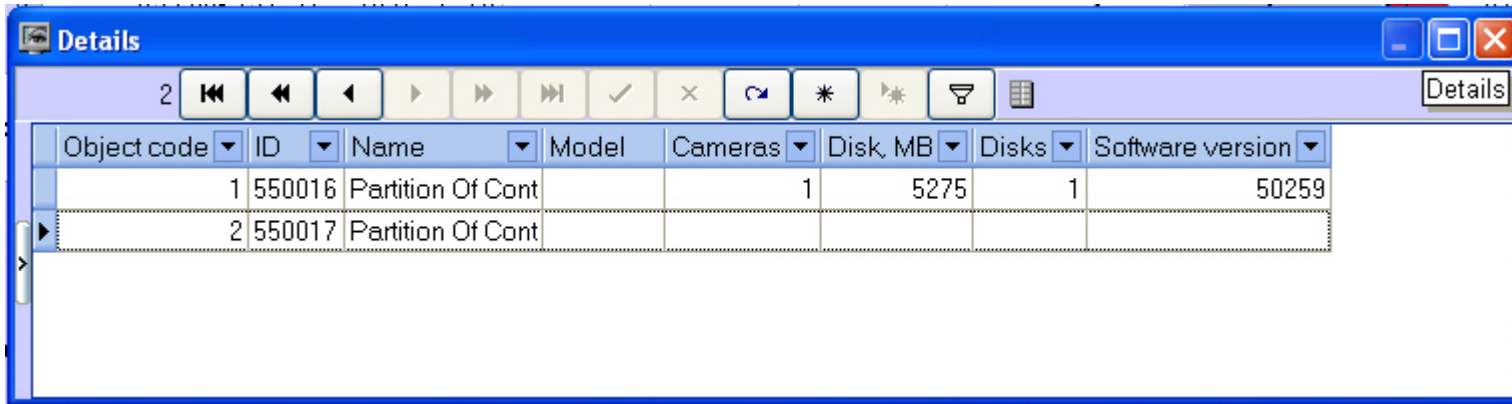 Details
2
Details
Object code ID Name Model Cameras Disk, MB Disks Software version
1 550016 Partition Of Cont 1 5275 1 50259
2 550017 Partition Of Cont